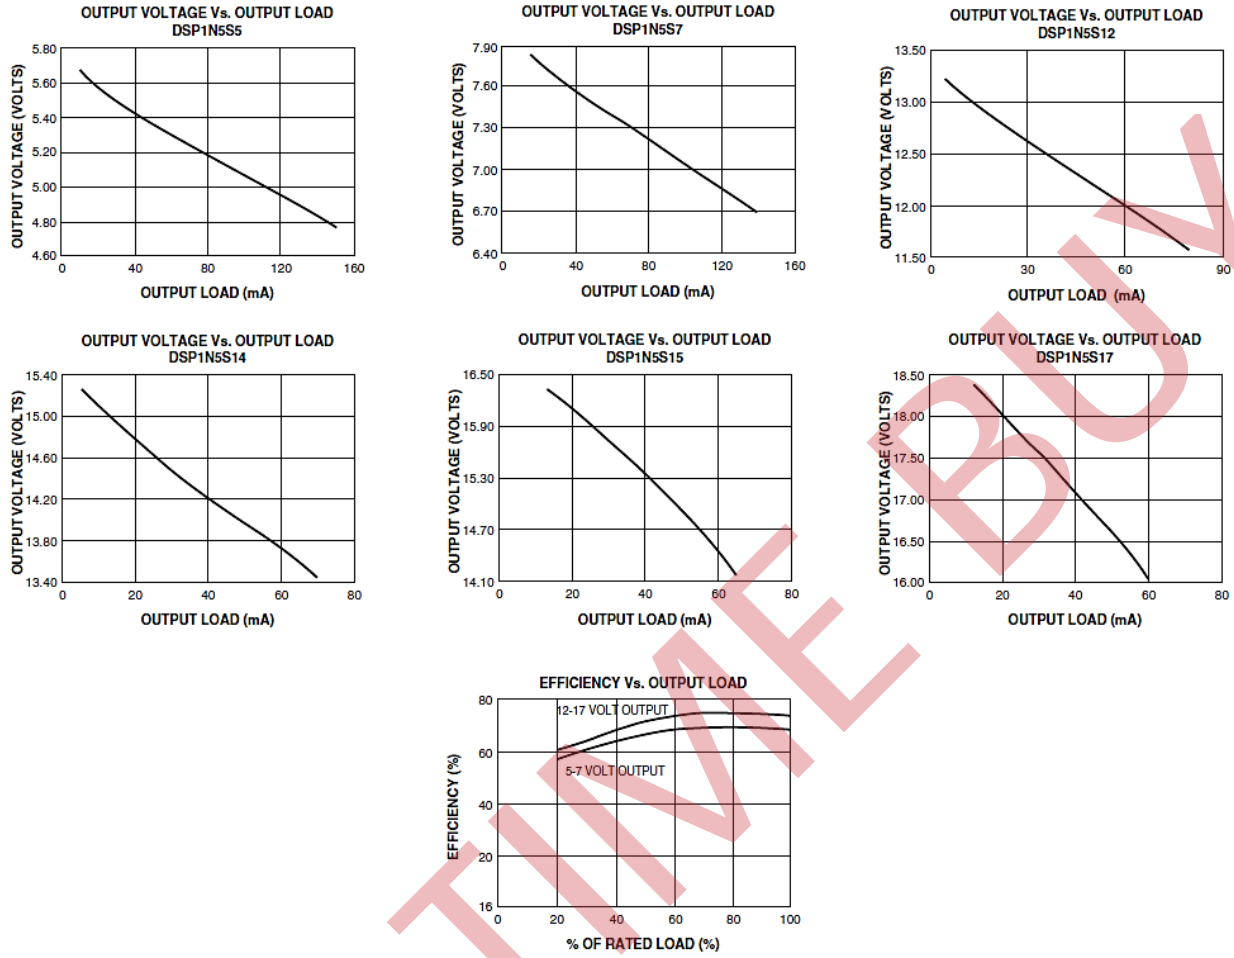 OUTPUT VOLTAGE Vs. OUTPUT LOAD
DSP1N5S5
OUTPUT VOLTAGE (VOLTS)
5.80
5.60
5.40
5.20
5.00
4.80
4.60
0 40 80 120 160
OUTPUT LOAD (mA)
OUTPUT VOLTAGE Vs. OUTPUT LOAD
DSP1N5S7
OUTPUT VOLTAGE (VOLTS)
7.90
7.60
7.30
7.00
6.70
6.40
0 40 80 120 160
OUTPUT LOAD (mA)
OUTPUT VOLTAGE Vs. OUTPUT LOAD
DSP1N5S12
OUTPUT VOLTAGE (VOLTS)
13.50
13.00
12.50
12.00
11.50
0 30 60 90
OUTPUT LOAD (mA)
OUTPUT VOLTAGE Vs. OUTPUT LOAD
DSP1N5S14
OUTPUT VOLTAGE (VOLTS)
15.40
15.00
14.60
14.20
13.80
13.40
0 20 40 60 80
OUTPUT LOAD (mA)
OUTPUT VOLTAGE Vs. OUTPUT LOAD
DSP1N5S15
OUTPUT VOLTAGE (VOLTS)
16.50
15.90
15.30
14.70
14.10
0 20 40 60 80
OUTPUT LOAD (mA)
OUTPUT VOLTAGE Vs. OUTPUT LOAD
DSP1N5S17
OUTPUT VOLTAGE (VOLTS)
18.50
18.00
17.50
17.00
16.50
16.00
0 20 40 60 80
OUTPUT LOAD (mA)
EFFICIENCY Vs. OUTPUT LOAD
EFFICIENCY (%)
80
60
40
20
16
12-17 VOLT OUTPUT
5-7 VOLT OUTPUT
0 20 40 60 80 100
% OF RATED LOAD (%)
TIME BUY